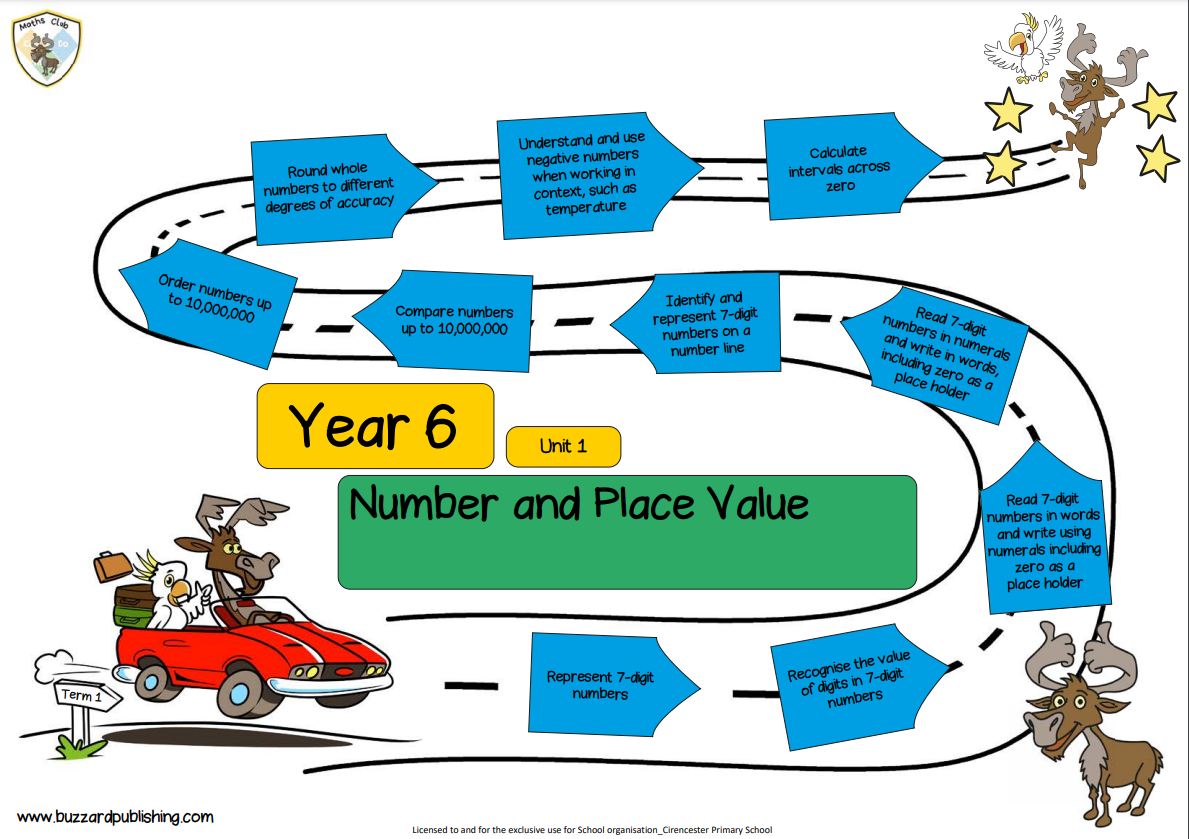 Maths Club
Round whole
numbers to different
degrees of accuracy
Understand and use
negative numbers
when working in
context, such as
temperature
Calculate
intervals across
zero
Order numbers up
to 10,000,000
Compare numbers
up to 10,000,000
Identify and
represent 7-digit
numbers on a
number line
Read 7-digit
numbers in numerals
and write in words,
including zero as a
place holder
Year 6
Unit 1
Number and Place Value
Read 7-digit
numbers in words
and write using
numerals including
zero as a
place holder
Represent 7-digit
numbers
Recognise the value
of digits in 7-digit
numbers
Term 1
www.buzzardpublishing.com
Licensed to and for the exclusive use for School organisation_Cirencester Primary School